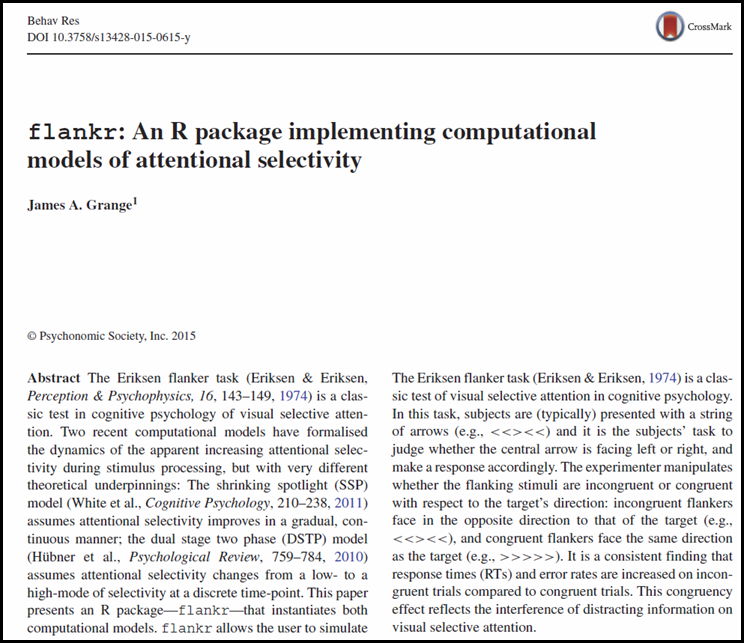 Behav Res
DOI 10.3758/s13428-015-0615-y
CrossMark
flankr: An R package implementing computational
models of attentional selectivity
James A. Grange1
© Psychonomic Society, Inc. 2015
Abstract The Eriksen flanker task (Eriksen & Eriksen,
Perception & Psychophysics, 16, 143–149, 1974) is a clas-
sic test in cognitive psychology of visual selective atten-
tion. Two recent computational models have formalised
the dynamics of the apparent increasing attentional selec-
tivity during stimulus processing, but with very different
theoretical underpinnings: The shrinking spotlight (SSP)
model (White et al., Cognitive Psychology, 210–238, 2011)
assumes attentional selectivity improves in a gradual, con-
tinuous manner; the dual stage two phase (DSTP) model
(Hübner et al., Psychological Review, 759–784, 2010)
assumes attentional selectivity changes from a low- to a
high-mode of selectivity at a discrete time-point. This paper
presents an R package—flankr—that instantiates both
computational models. flankr allows the user to simulate
The Eriksen flanker task (Eriksen & Eriksen, 1974) is a clas-
sic test of visual selective attention in cognitive psychology.
In this task, subjects are (typically) presented with a string
of arrows (e.g., <<><<) and it is the subjects' task to
judge whether the central arrow is facing left or right, and
make a response accordingly. The experimenter manipulates
whether the flanking stimuli are incongruent or congruent
with respect to the target's direction: incongruent flankers
face in the opposite direction to that of the target (e.g.,
<<><<), and congruent flankers face the same direction
as the target (e.g., >>>>>). It is a consistent finding that
response times (RTs) and error rates are increased on incon-
gruent trials compared to congruent trials. This congruency
effect reflects the interference of distracting information on
visual selective attention.